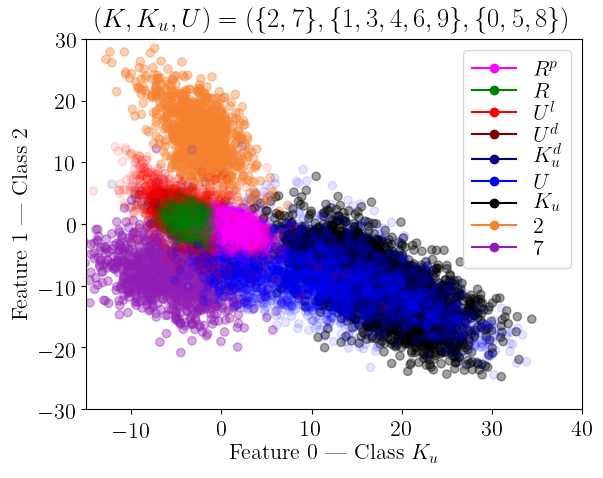 (K, K_u, U) = ({2, 7}, {1, 3, 4, 6, 9}, {0, 5, 8})
30
20
10
0
−10
−20
−30
Feature 1 — Class 2
R^p
R
U^l
U^d
K_u^d
U
K_u
2
7
−10
0
10
20
30
40
Feature 0 — Class K_u